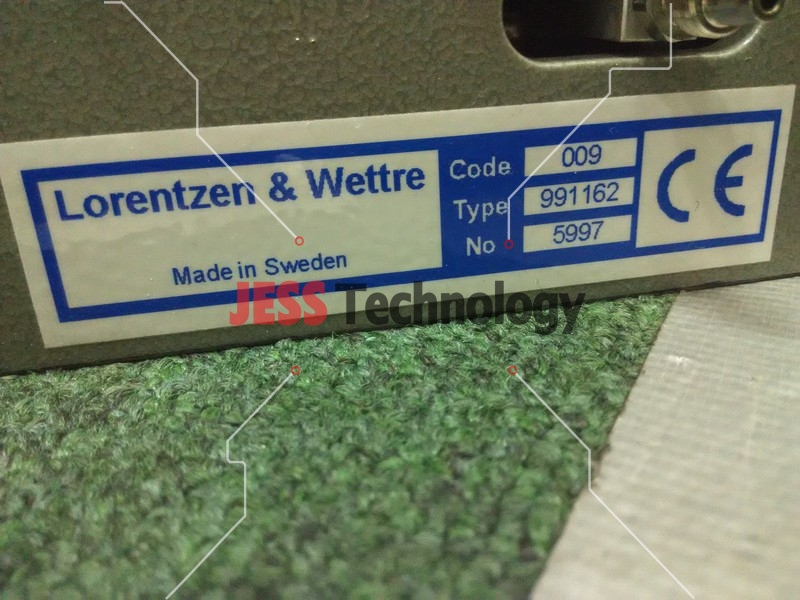 Lorentzen & Wettre
Made in Sweden
Code 009
Type 991162
No 5997
CE
JESS Technology